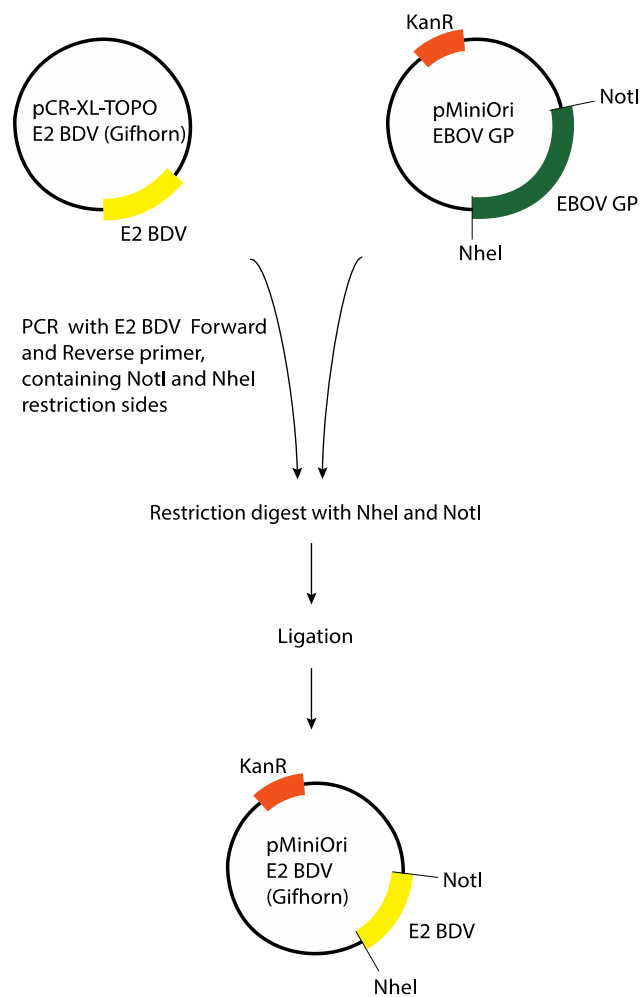 KanR
pCR-XL-TOPO
E2 BDV (Gifhorn)
E2 BDV
pMiniOri
EBOV GP
NotI
EBOV GP
NheI
PCR with E2 BDV Forward
and Reverse primer,
containing NotI and NheI
restriction sides
Restriction digest with NheI and NotI
Ligation
KanR
pMiniOri
E2 BDV
(Gifhorn)
NotI
E2 BDV
NheI